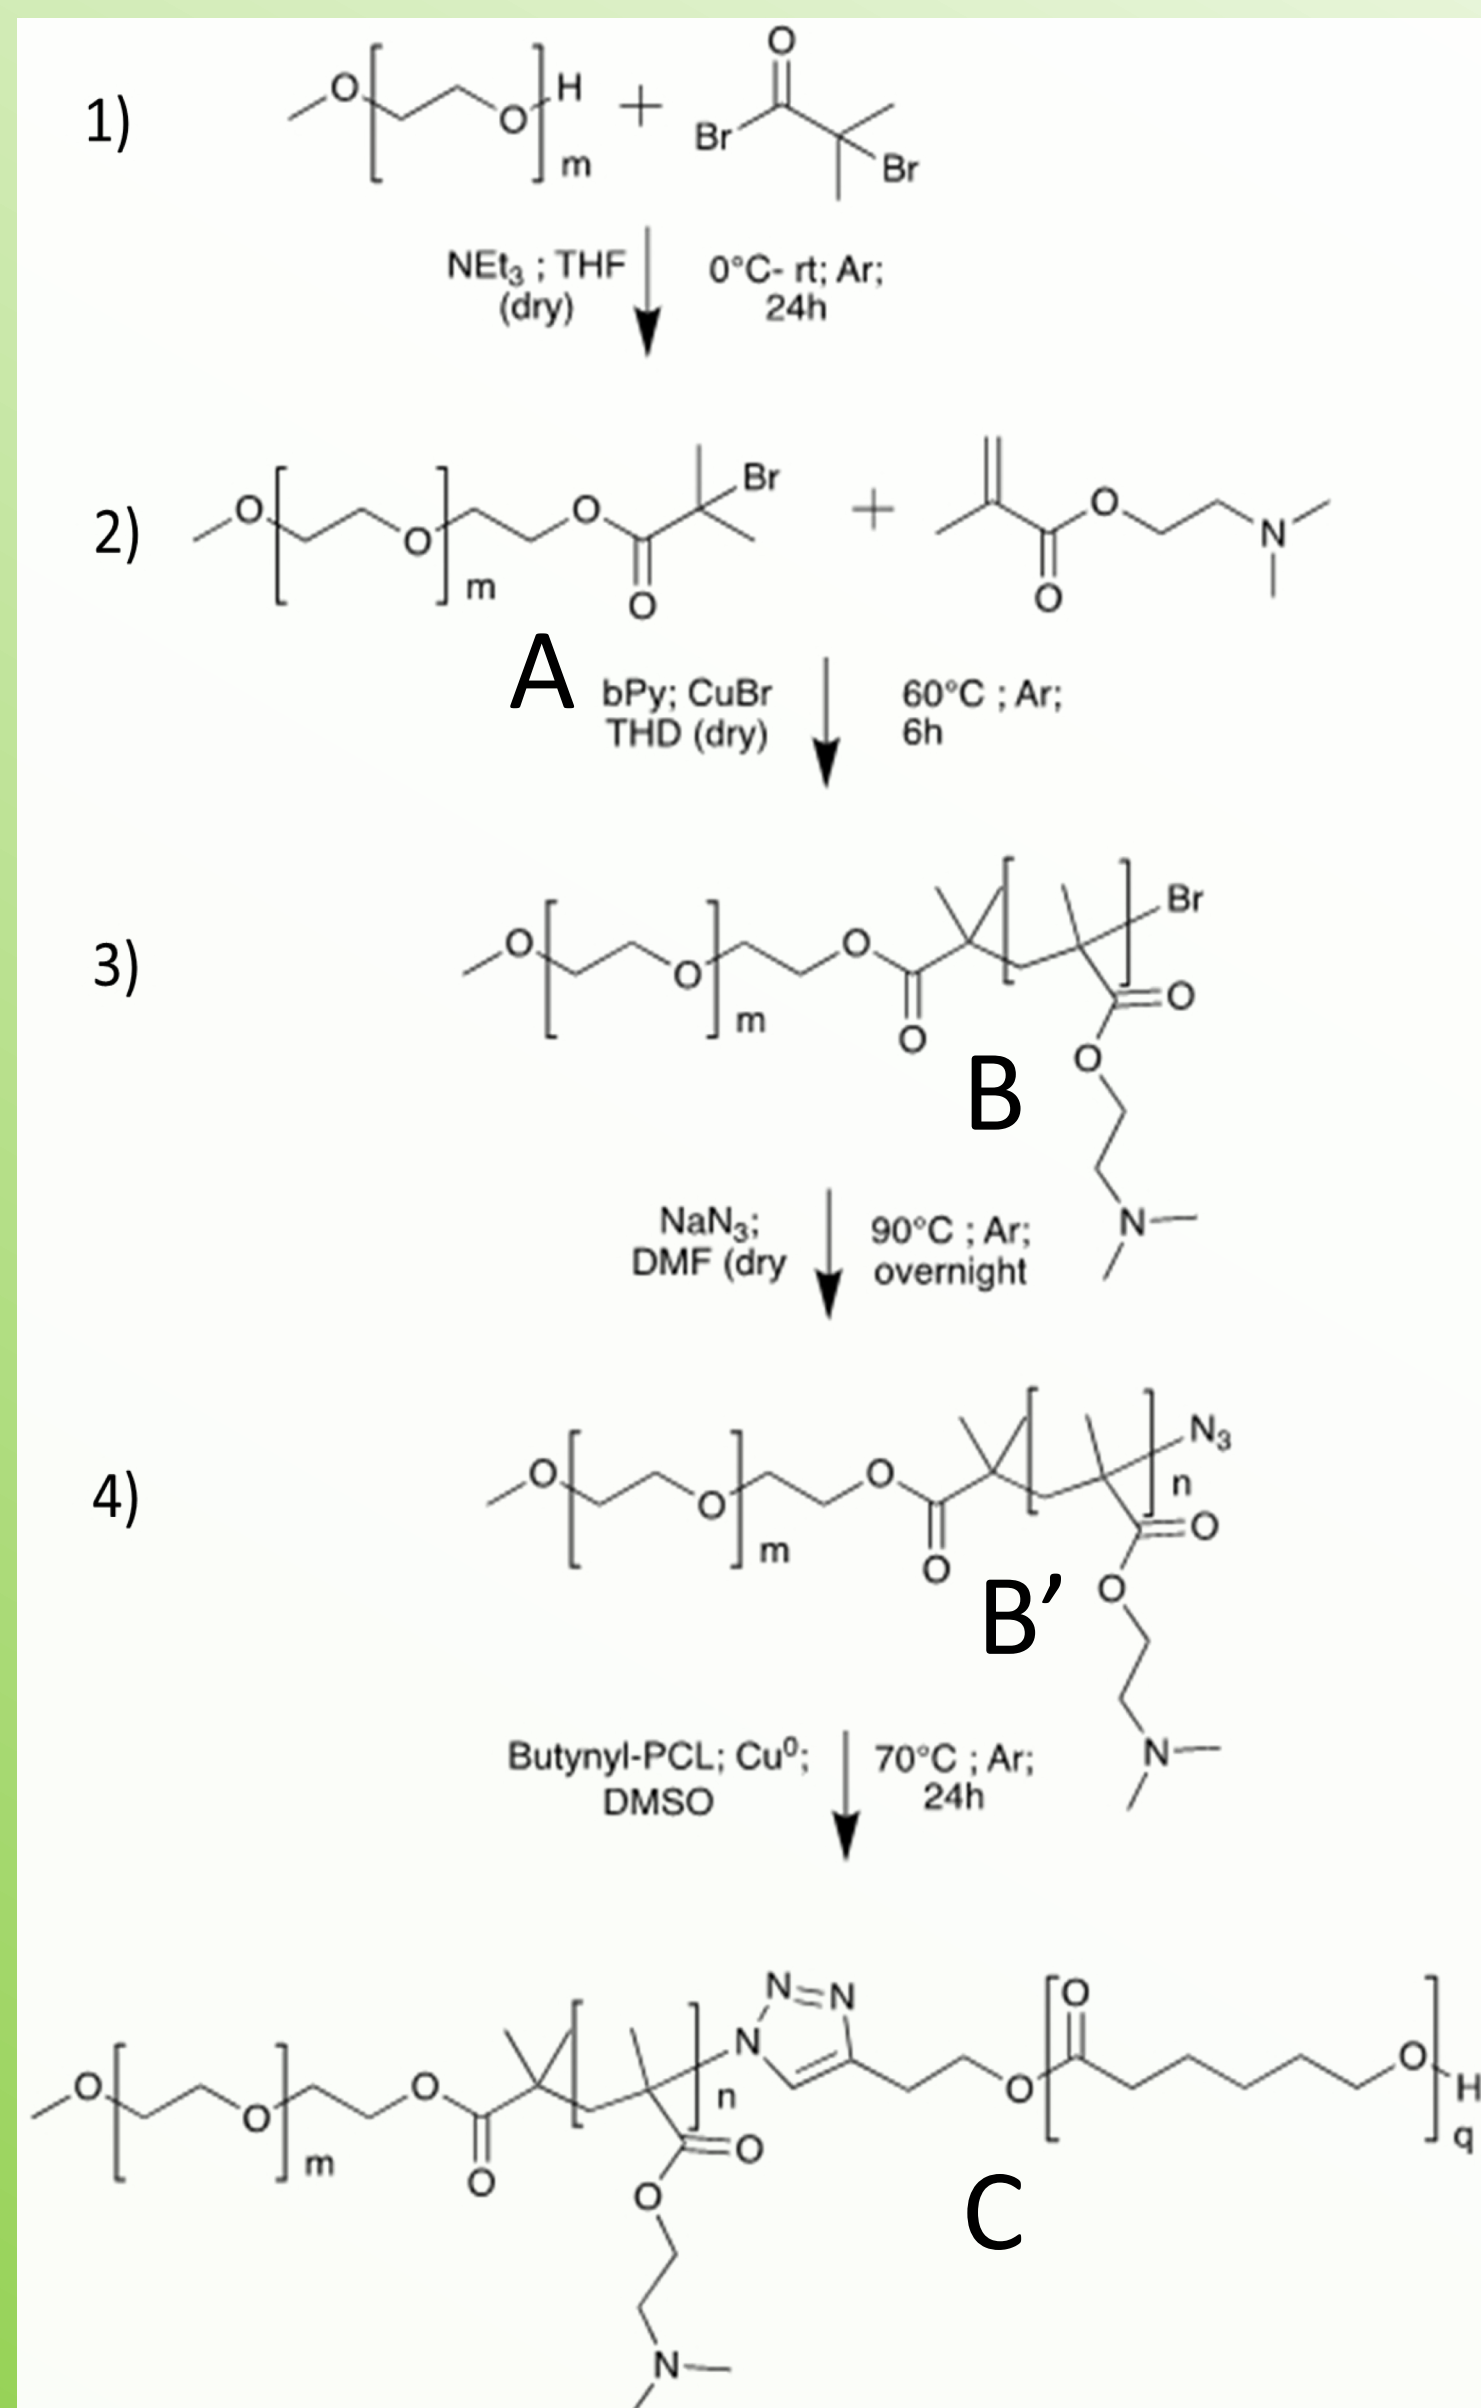 1)
O
H
m
+
O
Br
Br
NEt₃ ; THF
(dry)
0°C- rt; Ar;
24h
2)
O
O
m
O
O
Br
+
O
O
N
A
bPy; CuBr
THD (dry)
60°C ; Ar;
6h
3)
O
O
m
O
O
Br
O
O
N
B
NaN₃;
DMF (dry
90°C ; Ar;
overnight
4)
O
O
m
O
O
N₃
n
O
O
N
B’
Butynyl-PCL; Cu⁰;
DMSO
70°C ; Ar;
24h
O
O
m
O
O
n
O
O
N
N
N
N
O
O
O
H
q
C